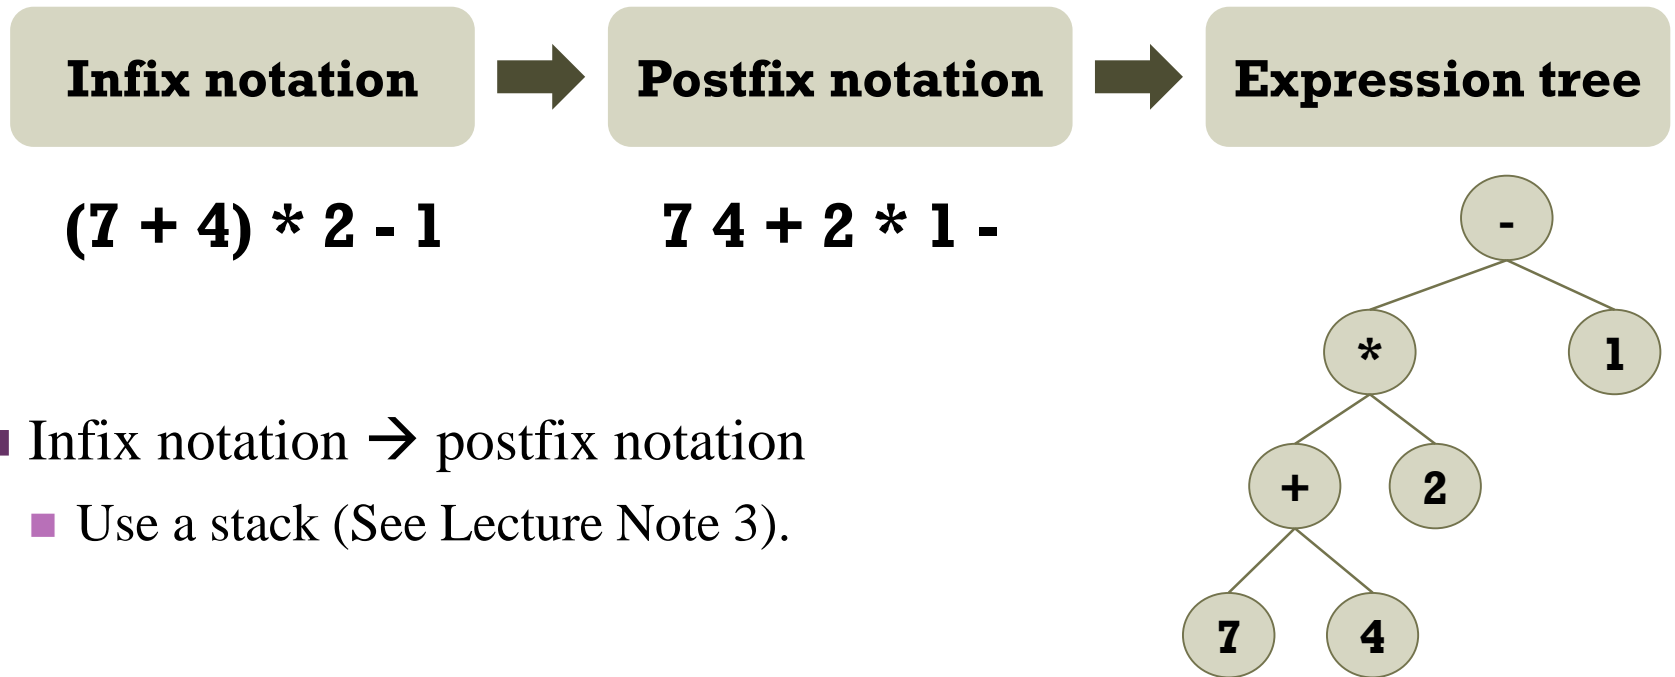 Infix notation
Postfix notation
Expression tree
(7 + 4) * 2 - 1
7 4 + 2 * 1 -
-
*
1
+
2
7
4
Infix notation → postfix notation
Use a stack (See Lecture Note 3).